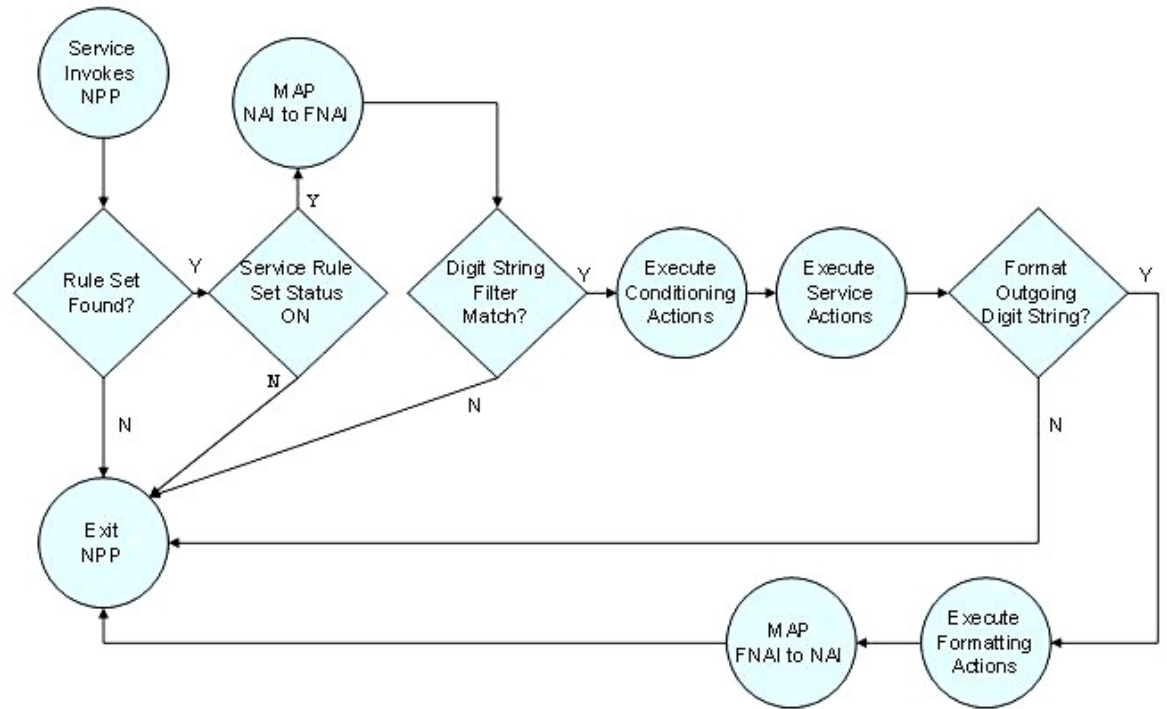 Service
Invokes
NPP
MAP
NAI to FNAI
Y
Rule Set
Found?
Y
Service Rule
Set Status
ON
Digit String
Filter
Match?
Y
Execute
Conditioning
Actions
Execute
Service
Actions
Format
Outgoing
Digit String?
Y
N
N
N
N
Exit
NPP
MAP
FNAI to NAI
Execute
Formatting
Actions